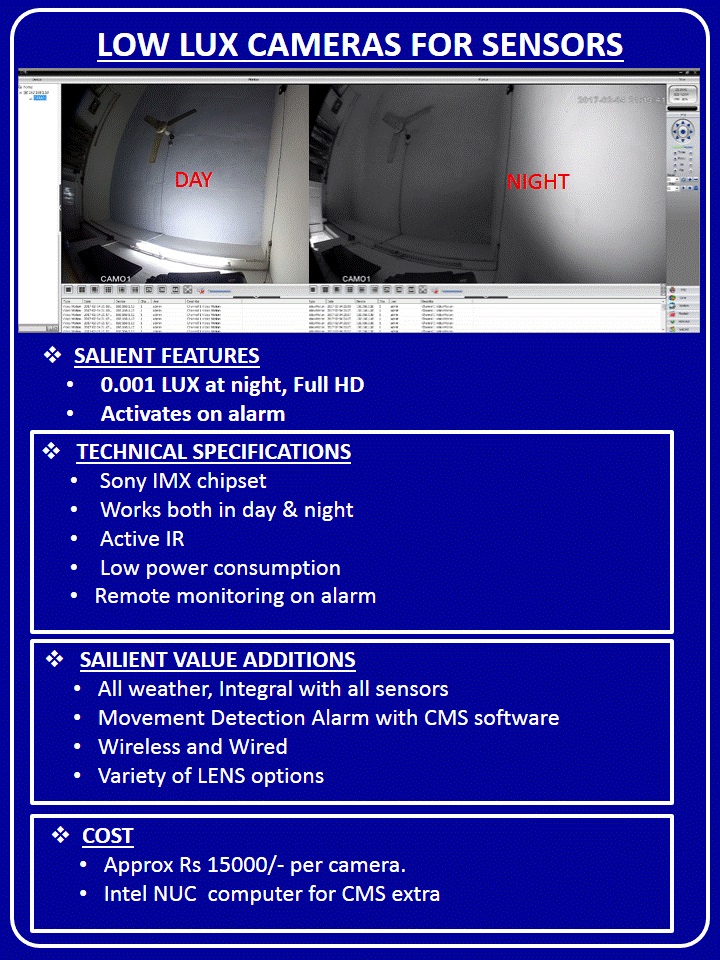 LOW LUX CAMERAS FOR SENSORS
DAY
NIGHT
CAMO1
CAMO1
❖ SALIENT FEATURES
• 0.001 LUX at night, Full HD
• Activates on alarm
❖ TECHNICAL SPECIFICATIONS
• Sony IMX chipset
• Works both in day & night
• Active IR
• Low power consumption
• Remote monitoring on alarm
❖ SAILIENT VALUE ADDITIONS
• All weather, Integral with all sensors
• Movement Detection Alarm with CMS software
• Wireless and Wired
• Variety of LENS options
❖ COST
• Approx Rs 15000/- per camera.
• Intel NUC computer for CMS extra